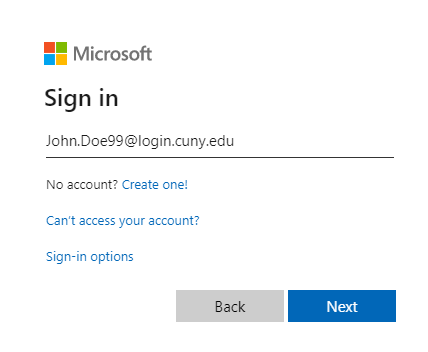 Microsoft
Sign in
John.Doe99@login.cuny.edu
No account? Create one!
Can't access your account?
Sign-in options
Back
Next